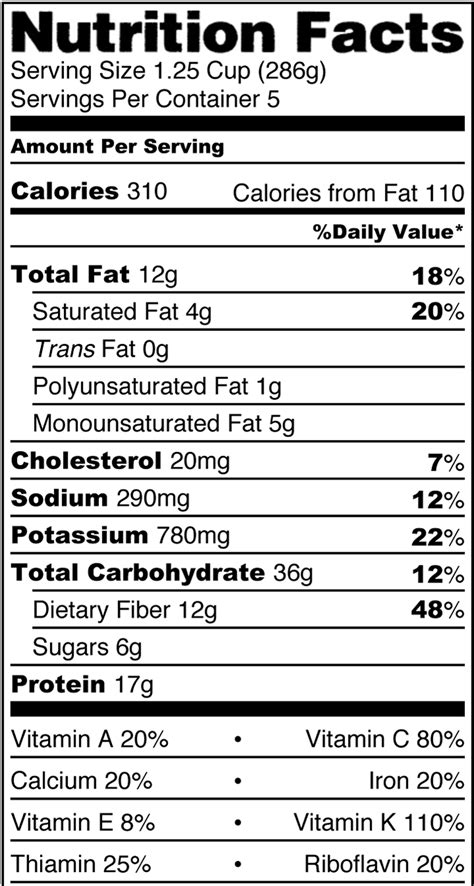 Nutrition Facts
Serving Size 1.25 Cup (286g)
Servings Per Container 5
Amount Per Serving
Calories 310 Calories from Fat 110
%Daily Value*
Total Fat 12g 18%
Saturated Fat 4g 20%
Trans Fat 0g
Polyunsaturated Fat 1g
Monounsaturated Fat 5g
Cholesterol 20mg 7%
Sodium 290mg 12%
Potassium 780mg 22%
Total Carbohydrate 36g 12%
Dietary Fiber 12g 48%
Sugars 6g
Protein 17g
Vitamin A 20% • Vitamin C 80%
Calcium 20% • Iron 20%
Vitamin E 8% • Vitamin K 110%
Thiamin 25% • Riboflavin 20%